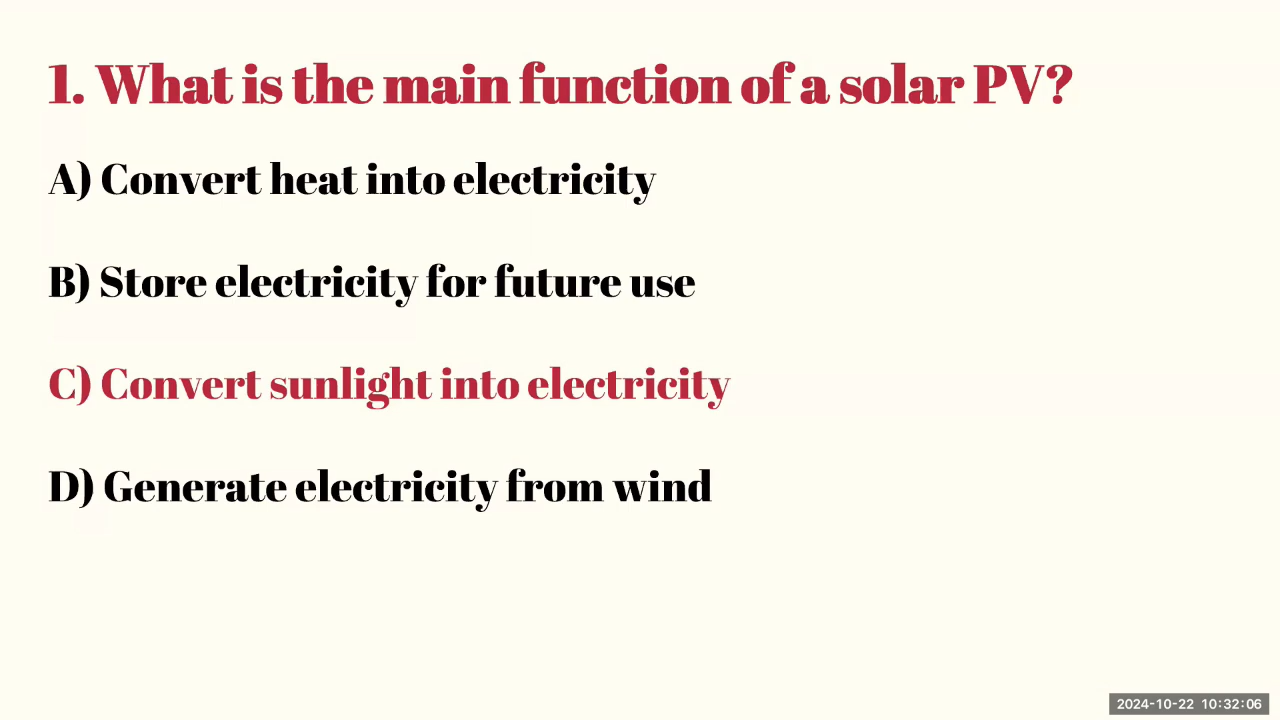 1. What is the main function of a solar PV?
A) Convert heat into electricity
B) Store electricity for future use
C) Convert sunlight into electricity
D) Generate electricity from wind
2024-10-22 10:32:06